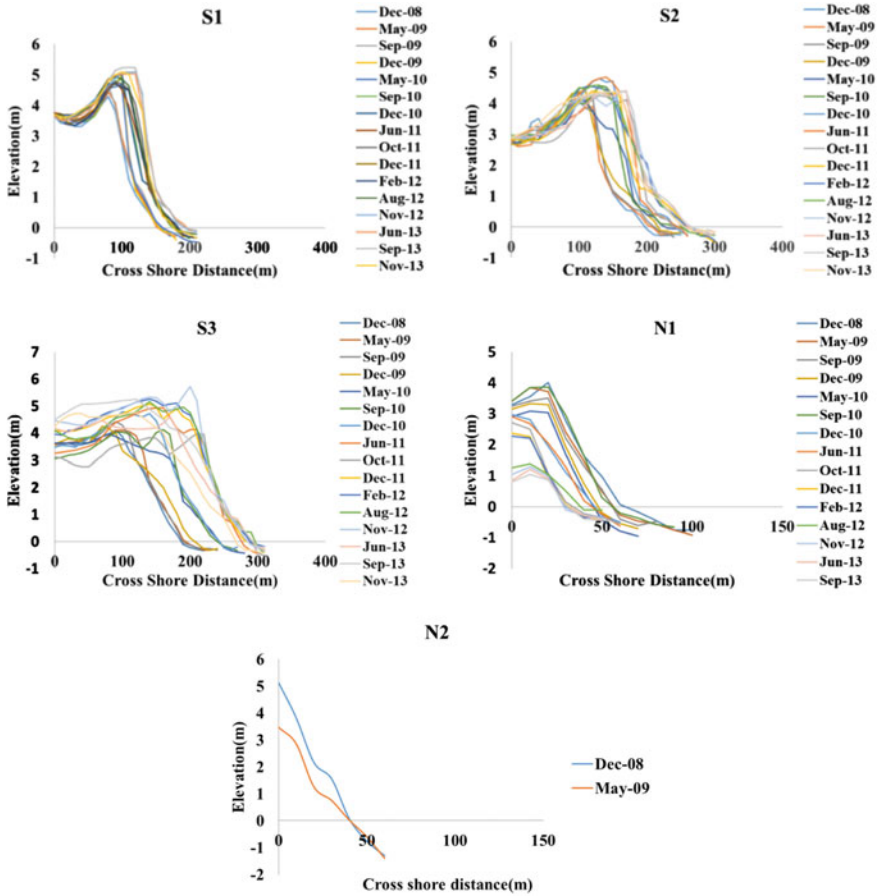 S1
6
5
4
3
2
1
0
-1
Elevation(m)
0 100 200 300 400
Cross Shore Distance(m)
Dec-08
May-09
Sep-09
Dec-09
May-10
Sep-10
Dec-10
Jun-11
Oct-11
Dec-11
Feb-12
Aug-12
Nov-12
Jun-13
Sep-13
Nov-13
S2
6
5
4
3
2
1
0
-1
Elevation(m)
0 100 200 300 400
Cross Shore Distance(m)
Dec-08
May-09
Sep-09
Dec-09
May-10
Sep-10
Dec-10
Jun-11
Oct-11
Dec-11
Feb-12
Aug-12
Nov-12
Jun-13
Sep-13
Nov-13
S3
7
6
5
4
3
2
1
0
-1
Elevation(m)
0 100 200 300 400
Cross Shore Distance(m)
Dec-08
May-09
Sep-09
Dec-09
May-10
Sep-10
Dec-10
Jun-11
Oct-11
Dec-11
Feb-12
Aug-12
Nov-12
Jun-13
Sep-13
Nov-13
N1
5
4
3
2
1
0
-1
-2
Elevation(m)
0 50 100 150
Cross Shore Distance(m)
Dec-08
May-09
Sep-09
Dec-09
May-10
Sep-10
Dec-10
Jun-11
Oct-11
Dec-11
Feb-12
Aug-12
Nov-12
Jun-13
Sep-13
N2
6
5
4
3
2
1
0
-1
-2
Elevation(m)
0 50 100 150
Cross shore distance(m)
Dec-08
May-09